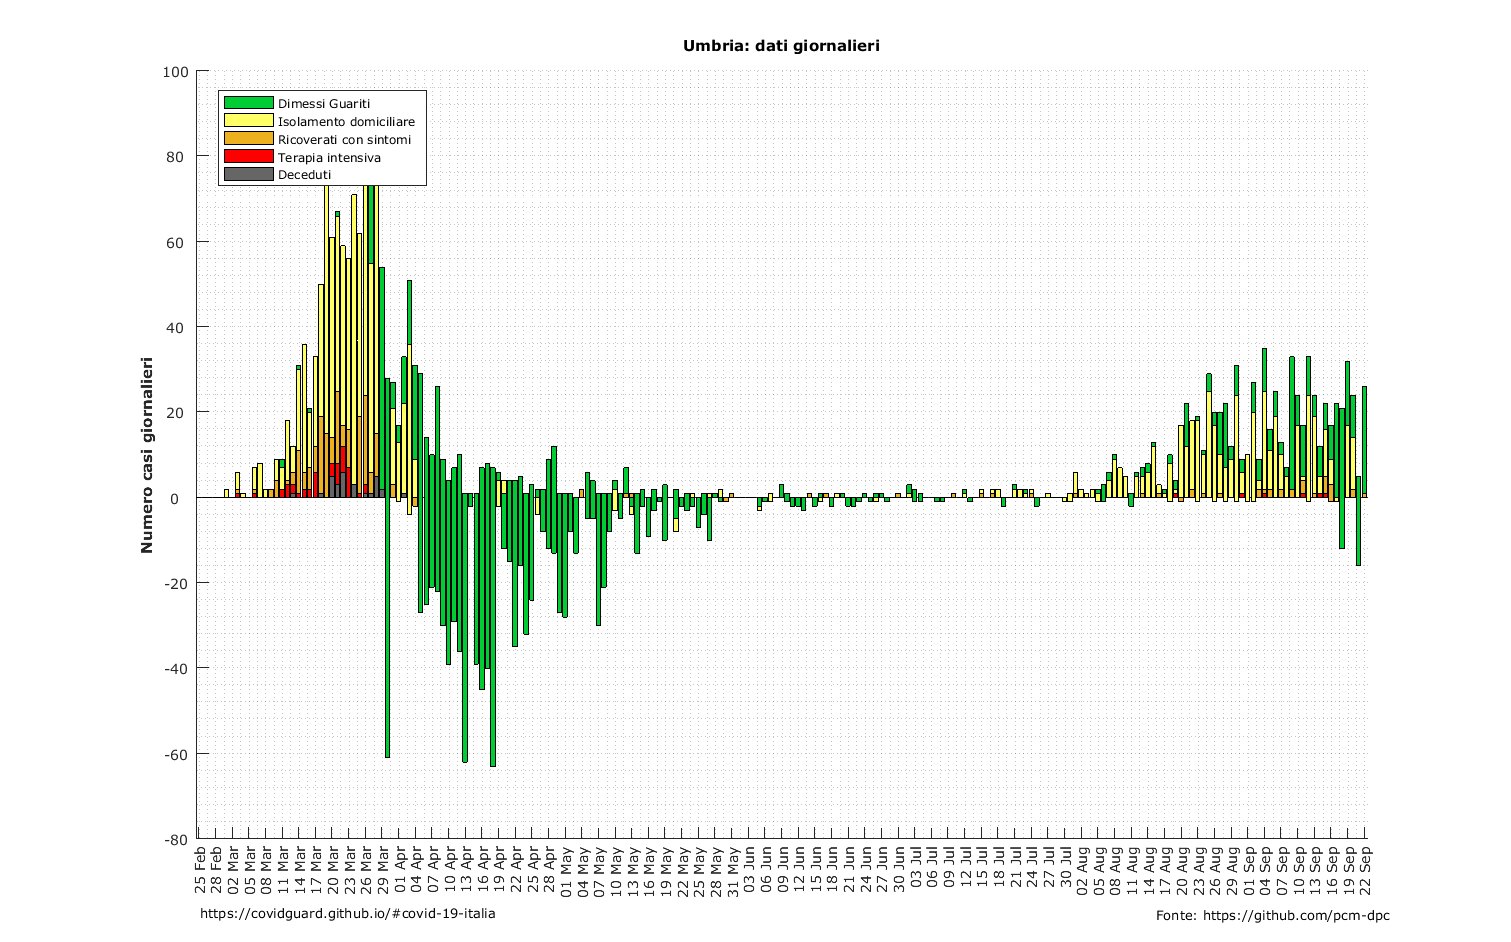 Umbria: dati giornalieri
100
80
60
40
20
0
-20
-40
-60
-80
Numero casi giornalieri
Dimessi Guariti
Isolamento domiciliare
Ricoverati con sintomi
Terapia intensiva
Deceduti
25 Feb
28 Feb
02 Mar
05 Mar
08 Mar
11 Mar
14 Mar
17 Mar
20 Mar
23 Mar
26 Mar
29 Mar
01 Apr
04 Apr
07 Apr
10 Apr
13 Apr
16 Apr
19 Apr
22 Apr
25 Apr
28 Apr
01 May
04 May
07 May
10 May
13 May
16 May
19 May
22 May
25 May
28 May
31 May
03 Jun
06 Jun
09 Jun
12 Jun
15 Jun
18 Jun
21 Jun
24 Jun
27 Jun
30 Jun
03 Jul
06 Jul
09 Jul
12 Jul
15 Jul
18 Jul
21 Jul
24 Jul
27 Jul
30 Jul
02 Aug
05 Aug
08 Aug
11 Aug
14 Aug
17 Aug
20 Aug
23 Aug
26 Aug
29 Aug
01 Sep
04 Sep
07 Sep
10 Sep
13 Sep
16 Sep
19 Sep
22 Sep
https://covidguard.github.io/#covid-19-italia
Fonte: https://github.com/pcm-dpc